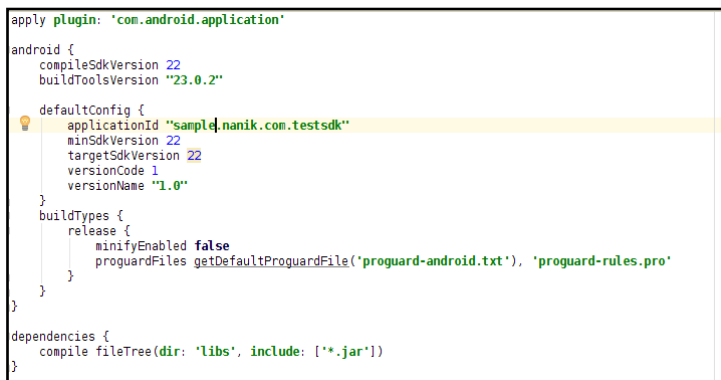 apply plugin: 'com.android.application'
android {
    compileSdkVersion 22
    buildToolsVersion "23.0.2"
    defaultConfig {
        applicationId "sample.nanik.com.testsdk"
        minSdkVersion 22
        targetSdkVersion 22
        versionCode 1
        versionName "1.0"
    }
    buildTypes {
        release {
            minifyEnabled false
            proguardFiles getDefaultProguardFile('proguard-android.txt'), 'proguard-rules.pro'
        }
    }
}
dependencies {
    compile fileTree(dir: 'libs', include: ['*.jar'])
}